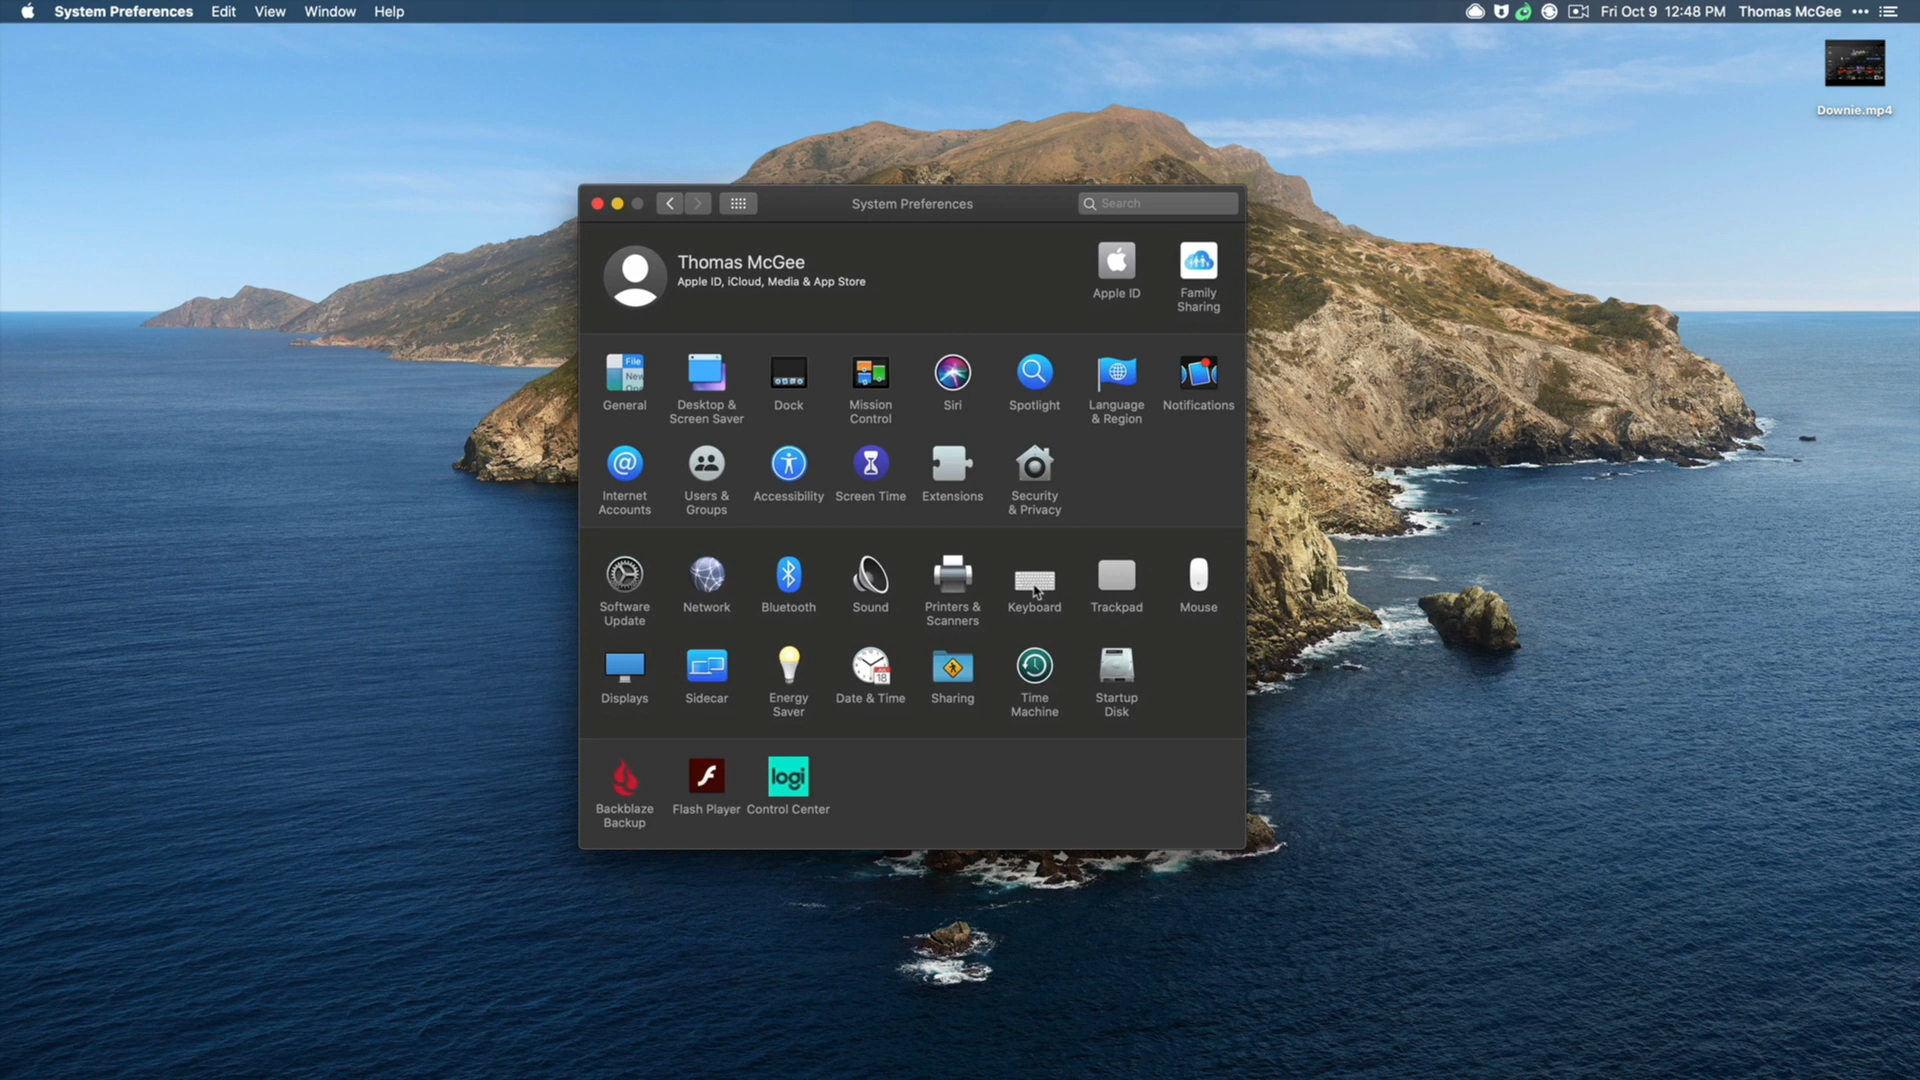 System Preferences Edit View Window Help Fri Oct 9 12:48 PM Thomas McGee
Downie.mp4
System Preferences Search
Thomas McGee
Apple ID, iCloud, Media & App Store
Apple ID Family
Sharing
File
New
General Desktop & Dock Mission Siri Spotlight Language Notifications
Screen Saver Control & Region
Internet Users & Accessibility Screen Time Extensions Security
Accounts Groups & Privacy
Software Network Bluetooth Sound Printers & Keyboard Trackpad Mouse
Update Scanners
18
Displays Sidecar Energy Date & Time Sharing Time Startup
Saver Machine Disk
logi
Backblaze Flash Player Control Center
Backup